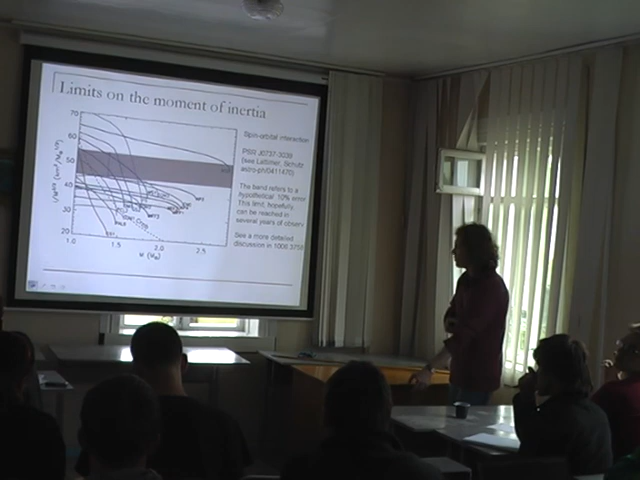 Limits on the moment of inertia
Spin-orbital interaction
PSR J0737-3039
(see Lattimer, Schutz
astro-ph/0411470)
The band refers to a
hypothetical 10% error
This limit, hopefully,
can be reached in
several years of observ
See a more detailed
discussion in 1006.3758
70
60
50
40
30
20
1.0
1.5
2.0
2.5